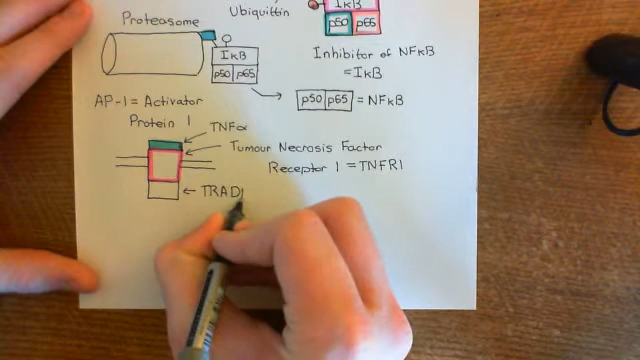 Ubiquitin
Proteasome
IκB
p50 p65
IκB
p50 p65
Inhibitor of NFκB
= IκB
p50 p65 = NFκB
AP-1 = Activator
Protein 1
TNFα
Tumour Necrosis Factor
Receptor 1 = TNFR1
TRAD